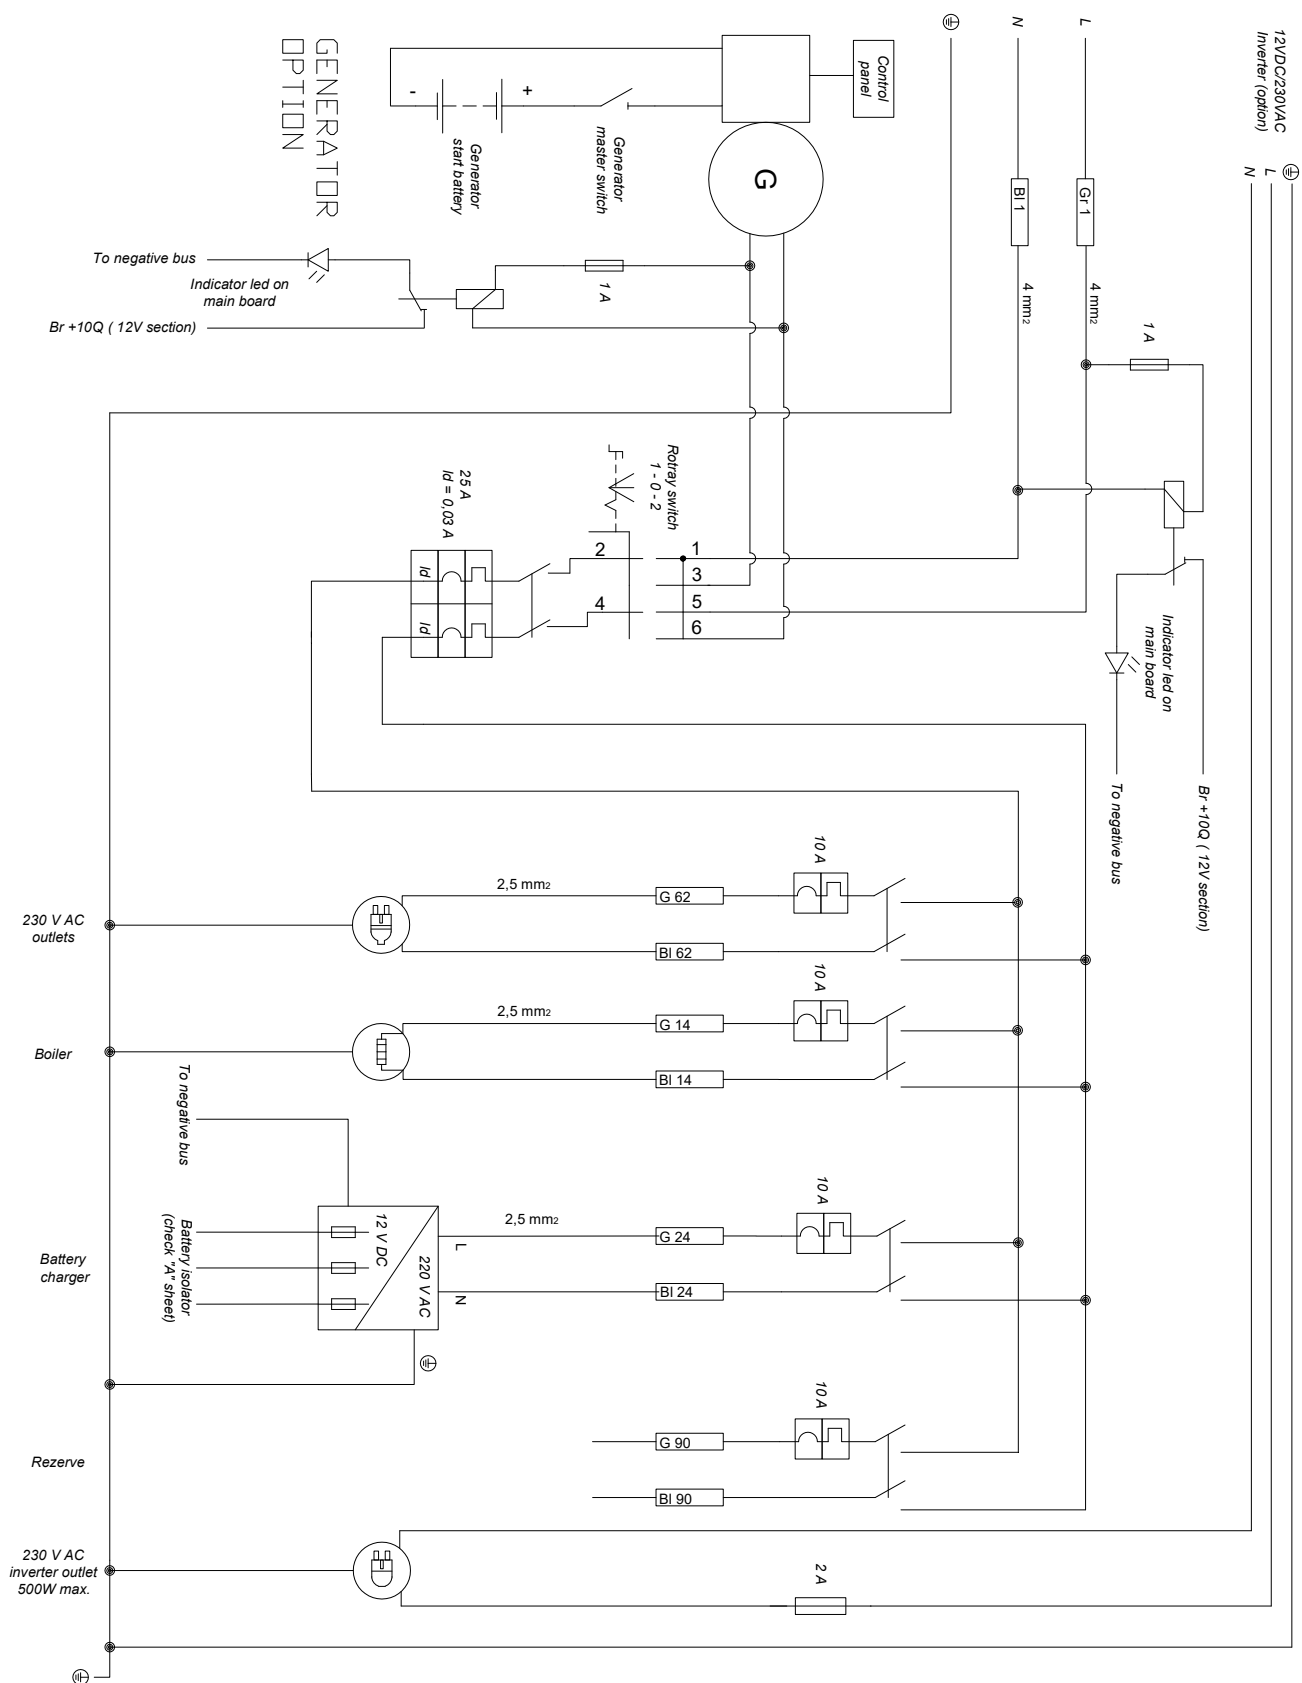 12VDC/230VAC
Inverter (option)
L
N
L
N
Control
panel
G
Generator
master switch
+
-
Generator
start battery
GENERATOR
OPTION
Gr 1
Bl 1
4 mm2
4 mm2
1 A
1 A
To negative bus
Indicator led on
main board
Br +10Q ( 12V section)
Rotray switch
1 - 0 - 2
25 A
Id = 0,03 A
Id
Id
2
4
1
3
5
6
Indicator led on
main board
To negative bus
Br +10Q ( 12V section)
10 A
2,5 mm2
G 62
Bl 62
230 V AC
outlets
10 A
2,5 mm2
G 14
Bl 14
Boiler
To negative bus
10 A
2,5 mm2
G 24
Bl 24
L
N
12 V DC
220 V AC
Battery isolator
(check "A" sheet)
Battery
charger
10 A
G 90
Bl 90
Rezerve
2 A
230 V AC
inverter outlet
500W max.